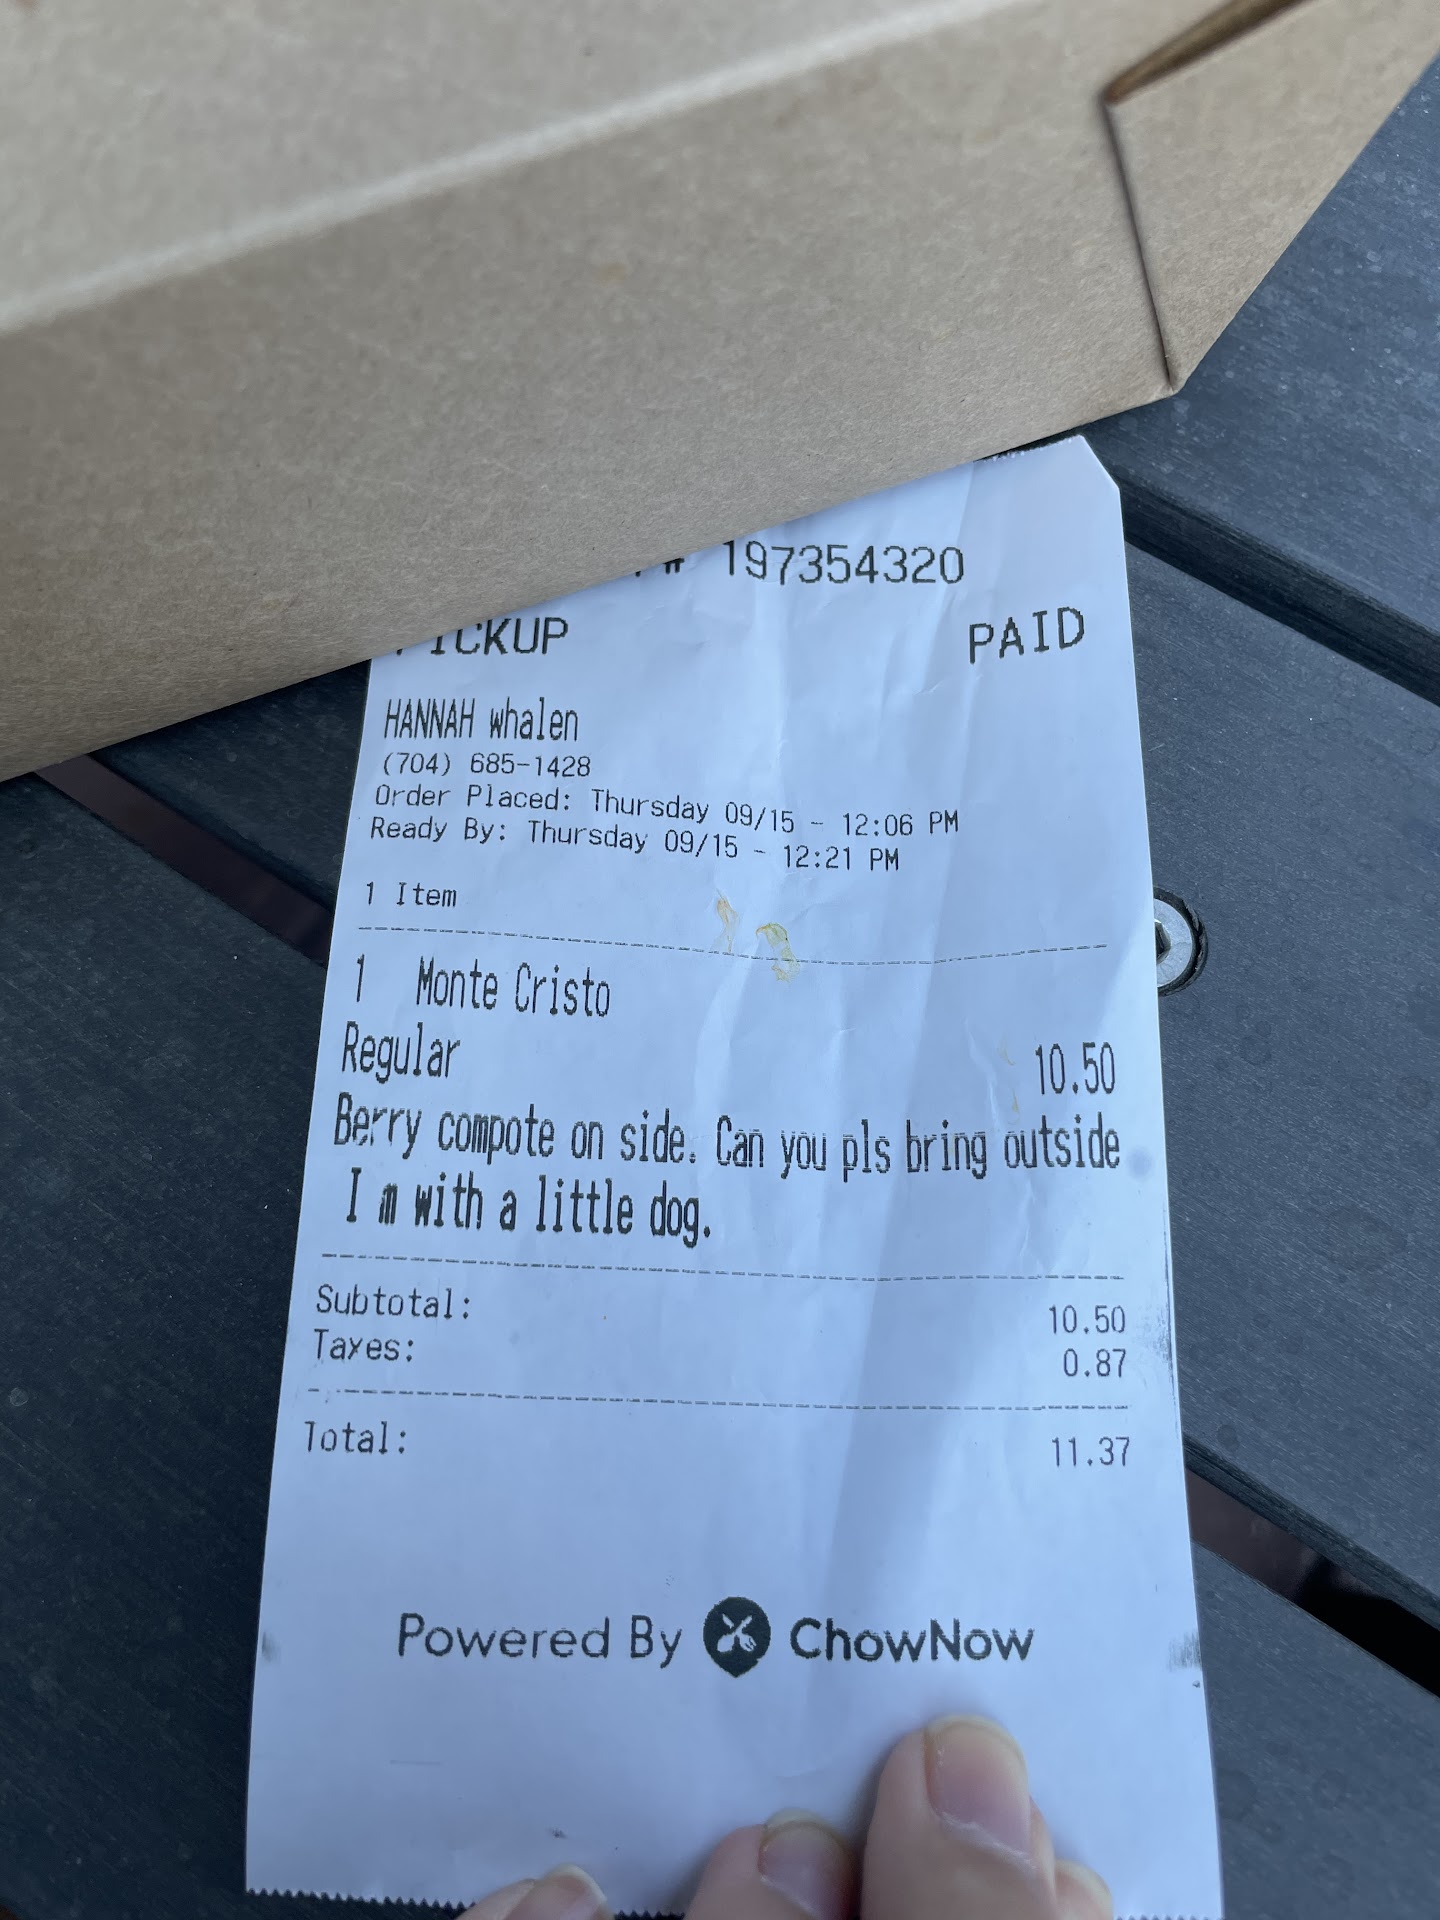 # 197354320
PICKUP PAID
HANNAH whalen
(704) 685-1428
Order Placed: Thursday 09/15 - 12:06 PM
Ready By: Thursday 09/15 - 12:21 PM
1 Item
1 Monte Cristo
Regular 10.50
Berry compote on side. Can you pls bring outside
I m with a little dog.
Subtotal: 10.50
Taxes: 0.87
Total: 11.37
Powered By ChowNow